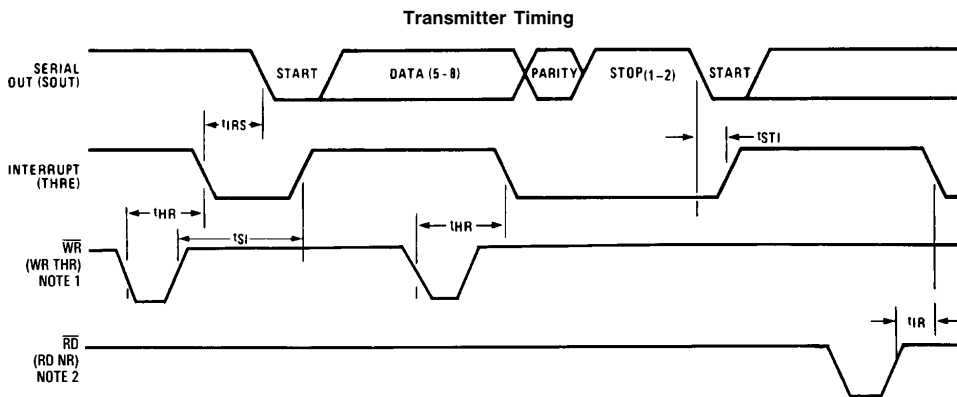 Transmitter Timing
SERIAL
OUT (SOUT)
START
DATA (5-8)
PARITY
STOP(1-2)
START
tIRS
tSTI
INTERRUPT
(THRE)
tHR
tHR
tSI
WR
(WR THR)
NOTE 1
tIR
RD
(RD NR)
NOTE 2